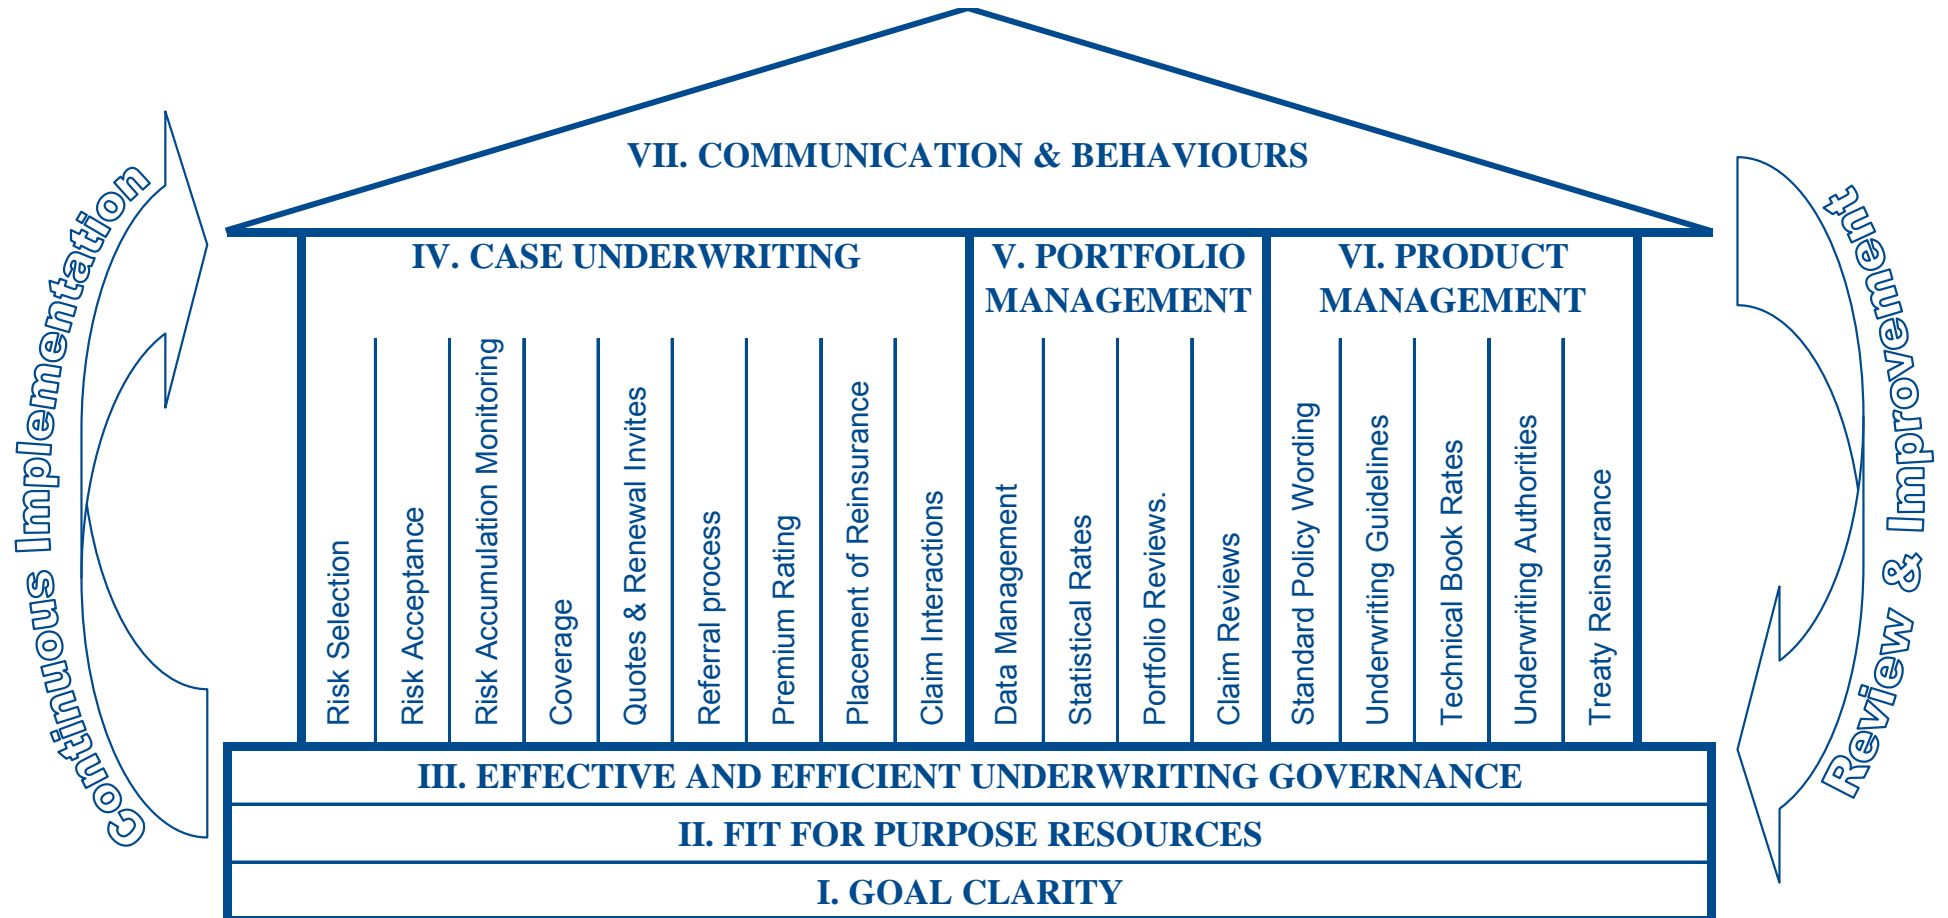 VII. COMMUNICATION & BEHAVIOURS
Continuous Implementation
Review & Improvement
IV. CASE UNDERWRITING
V. PORTFOLIO
MANAGEMENT
VI. PRODUCT
MANAGEMENT
Risk Selection
Risk Acceptance
Risk Accumulation Monitoring
Coverage
Quotes & Renewal Invites
Referral process
Premium Rating
Placement of Reinsurance
Claim Interactions
Data Management
Statistical Rates
Portfolio Reviews.
Claim Reviews
Standard Policy Wording
Underwriting Guidelines
Technical Book Rates
Underwriting Authorities
Treaty Reinsurance
III. EFFECTIVE AND EFFICIENT UNDERWRITING GOVERNANCE
II. FIT FOR PURPOSE RESOURCES
I. GOAL CLARITY